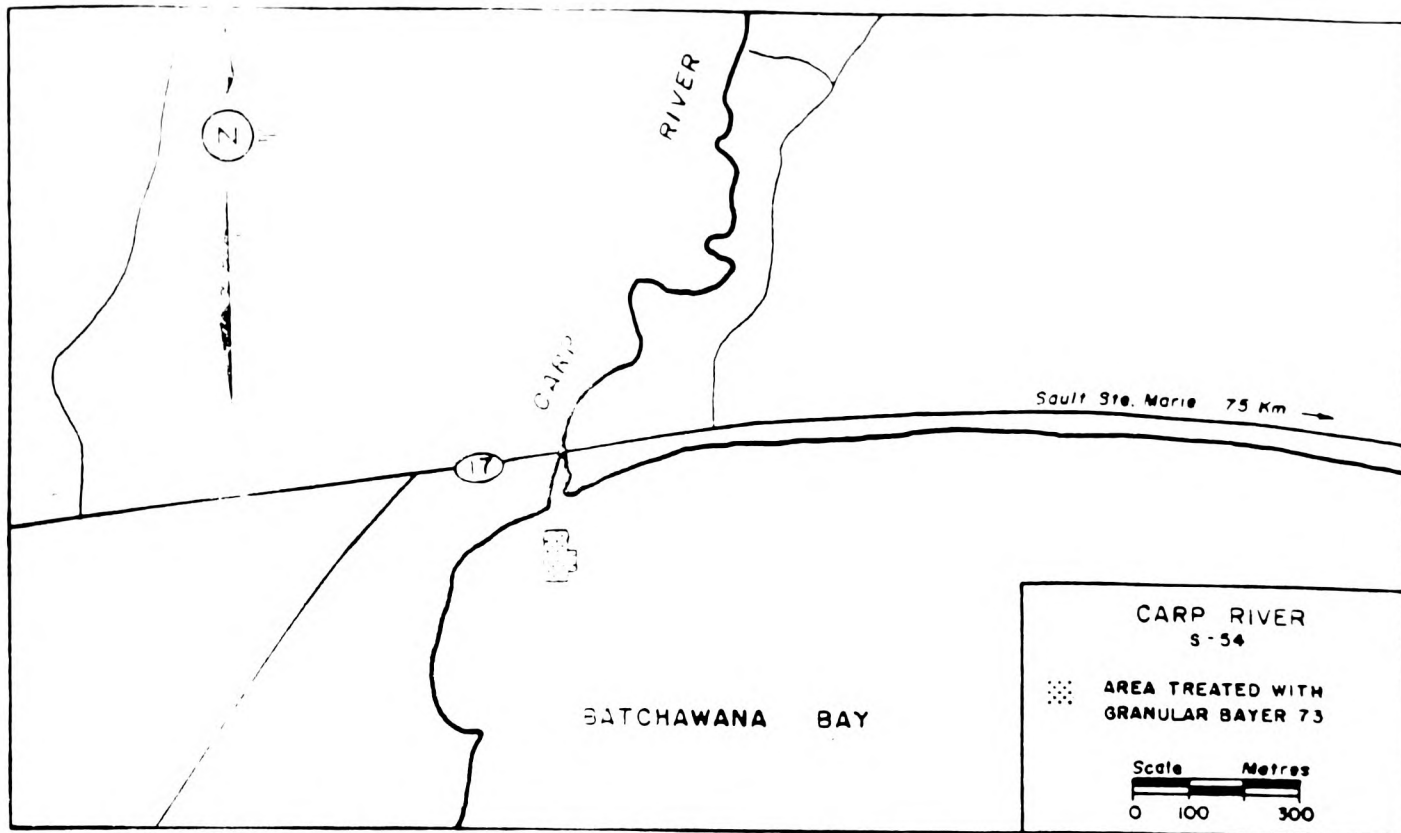 N
RIVER
CARP
17
Sault Ste. Marie 75 Km
BATCHAWANA BAY
CARP RIVER
S-54
AREA TREATED WITH
GRANULAR BAYER 73
Scale Metres
0 100 300